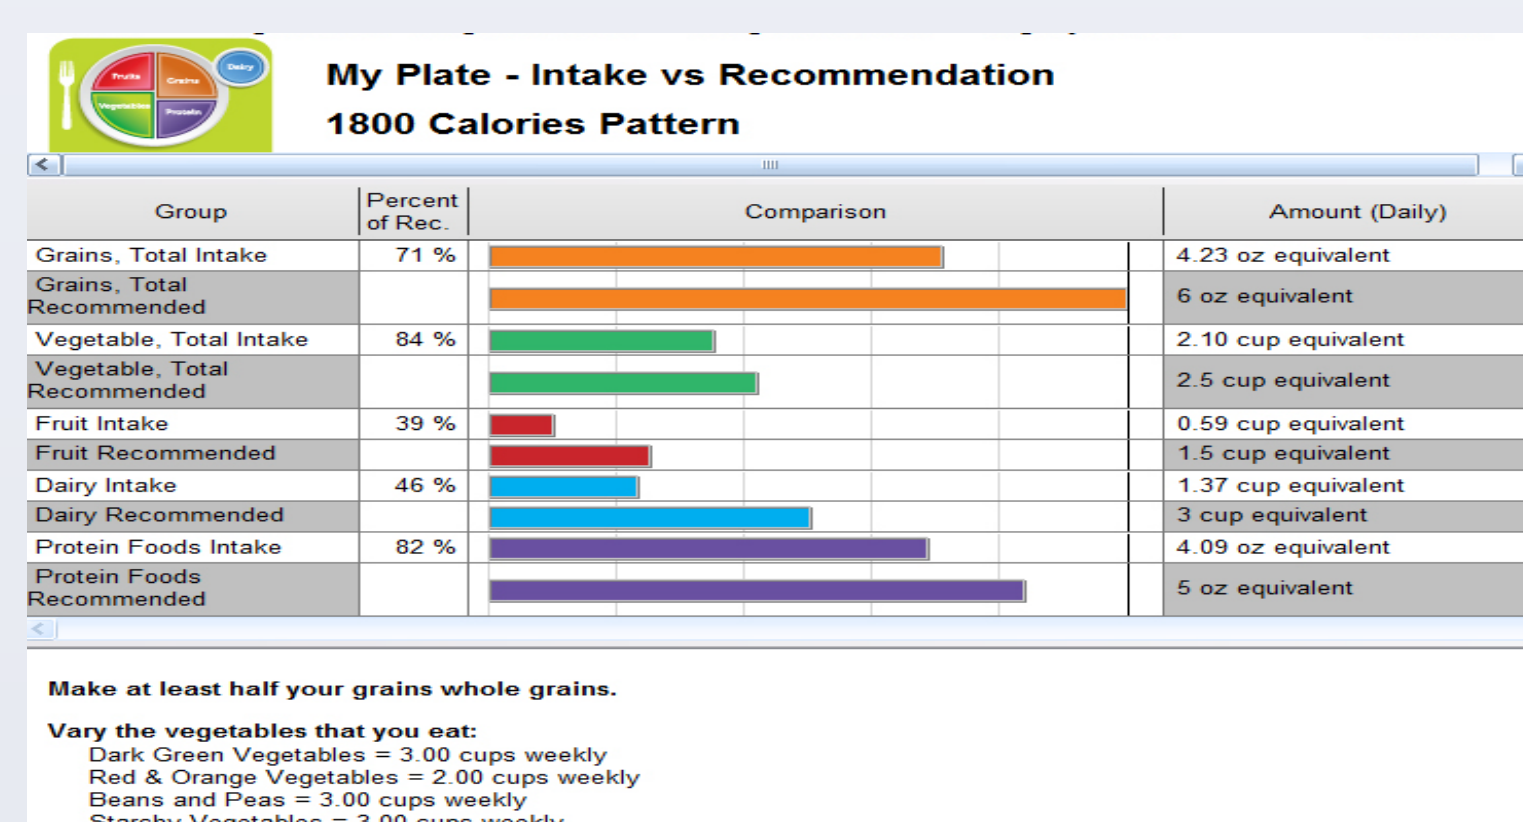 Fruits
Grains
Dairy
Vegetables
Protein
My Plate - Intake vs Recommendation
1800 Calories Pattern
Group
Percent
of Rec.
Comparison
Amount (Daily)
Grains, Total Intake
71 %
4.23 oz equivalent
Grains, Total
Recommended
6 oz equivalent
Vegetable, Total Intake
84 %
2.10 cup equivalent
Vegetable, Total
Recommended
2.5 cup equivalent
Fruit Intake
39 %
0.59 cup equivalent
Fruit Recommended
1.5 cup equivalent
Dairy Intake
46 %
1.37 cup equivalent
Dairy Recommended
3 cup equivalent
Protein Foods Intake
82 %
4.09 oz equivalent
Protein Foods
Recommended
5 oz equivalent
Make at least half your grains whole grains.
Vary the vegetables that you eat:
Dark Green Vegetables = 3.00 cups weekly
Red & Orange Vegetables = 2.00 cups weekly
Beans and Peas = 3.00 cups weekly
Starchy Vegetables = 3.00 cups weekly